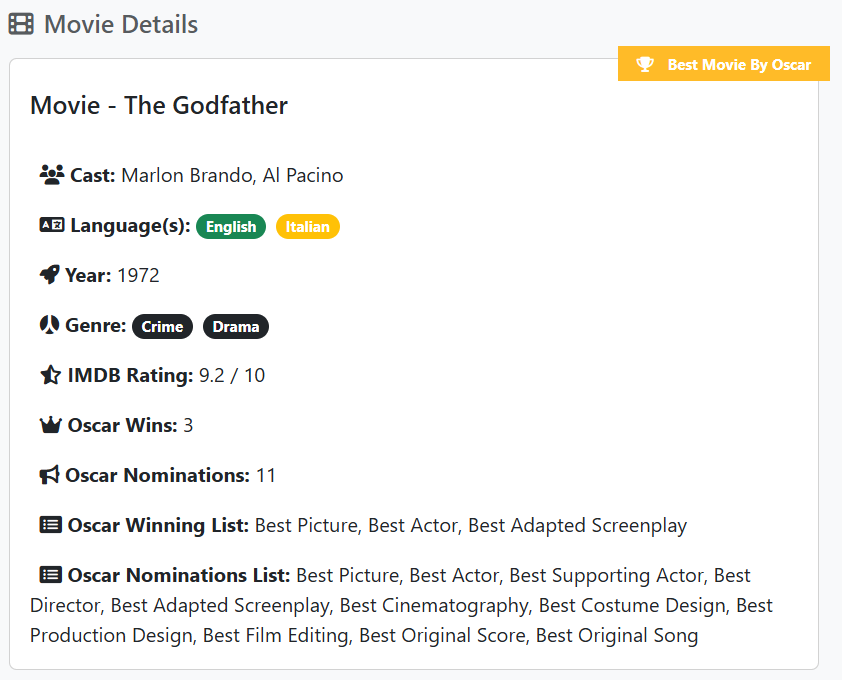 Movie Details
Best Movie By Oscar
Movie - The Godfather
Cast: Marlon Brando, Al Pacino
Language(s): English Italian
Year: 1972
Genre: Crime Drama
IMDB Rating: 9.2 / 10
Oscar Wins: 3
Oscar Nominations: 11
Oscar Winning List: Best Picture, Best Actor, Best Adapted Screenplay
Oscar Nominations List: Best Picture, Best Actor, Best Supporting Actor, Best
Director, Best Adapted Screenplay, Best Cinematography, Best Costume Design, Best
Production Design, Best Film Editing, Best Original Score, Best Original Song